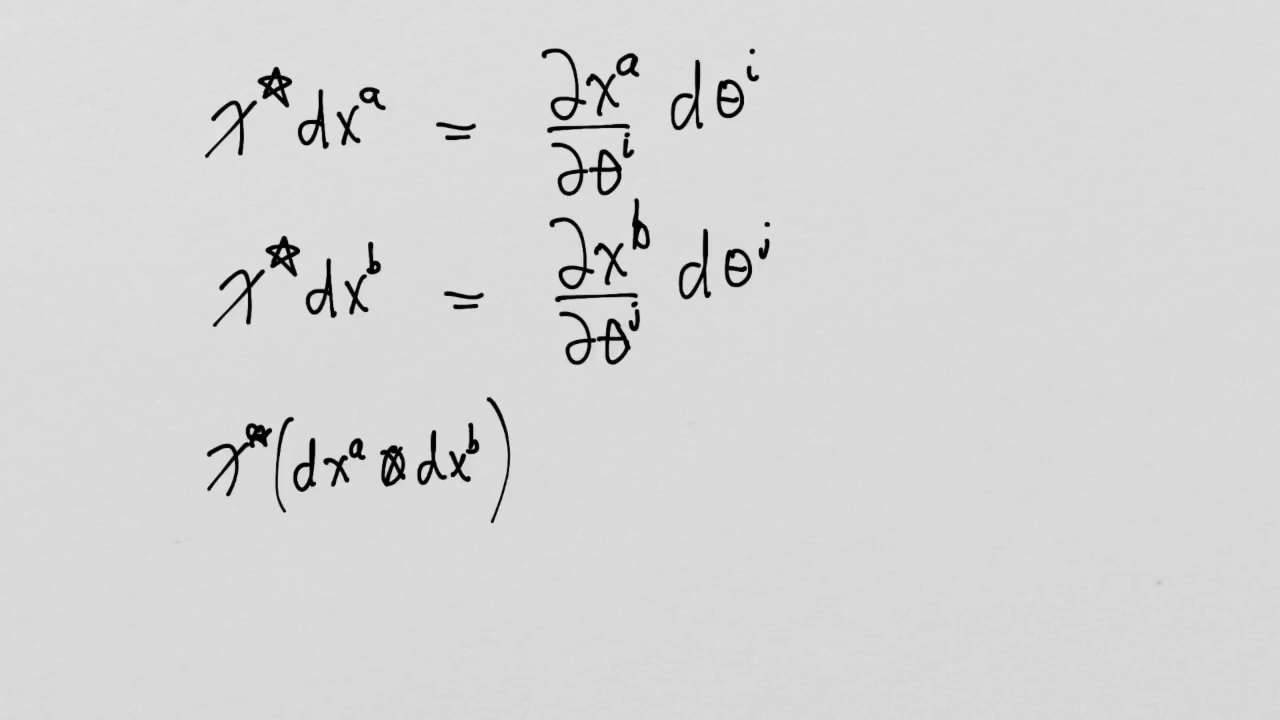 χ^☆ dx^a = ∂x^a/∂θ^i dθ^i
χ^☆ dx^b = ∂x^b/∂θ^j dθ^j
χ^☆(dx^a ⊗ dx^b)